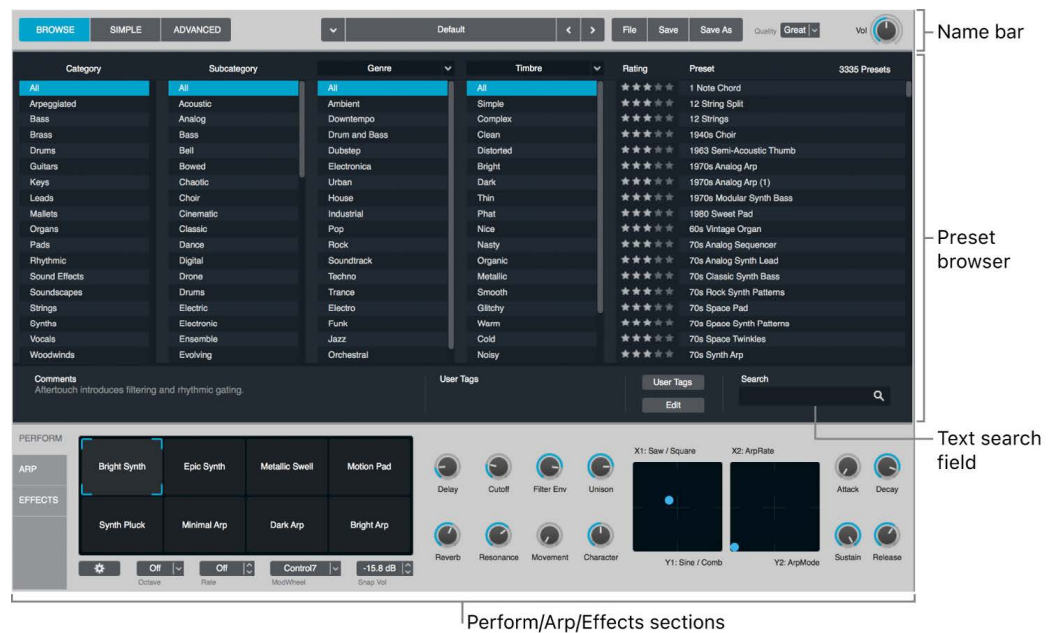 BROWSE SIMPLE ADVANCED Default File Save Save As Quality Great Vol
Name bar
Category Subcategory Genre Timbre Rating Preset 3335 Presets
All All All All 1 Note Chord
Arpeggiated Acoustic Ambient Simple 12 String Split
Bass Analog Downtempo Complex 12 Strings
Brass Bass Drum and Bass Clean 1940s Choir
Drums Bell Dubstep Distorted 1963 Semi-Acoustic Thumb
Guitars Bowed Electronica Bright 1970s Analog Arp
Keys Chaotic Urban Dark 1970s Analog Arp (1)
Leads Choir House Thin 1970s Modular Synth Bass
Mallets Cinematic Industrial Phat 1980 Sweet Pad
Organs Classic Pop Nice 60s Vintage Organ
Pads Dance Rock Nasty 70s Analog Sequencer
Rhythmic Digital Soundtrack Organic 70s Analog Synth Lead
Sound Effects Drone Techno Metallic 70s Classic Synth Bass
Soundscapes Drums Trance Smooth 70s Rock Synth Patterns
Strings Electric Electro Glitchy 70s Space Pad
Synths Electronic Funk Warm 70s Space Synth Patterns
Vocals Ensemble Jazz Cold 70s Space Twinkles
Woodwinds Evolving Orchestral Noisy 70s Synth Arp
Preset
browser
Comments User Tags User Tags Search
Aftertouch introduces filtering and rhythmic gating.
Edit
Text search
field
PERFORM
ARP
EFFECTS
Bright Synth Epic Synth Metallic Swell Motion Pad
Synth Pluck Minimal Arp Dark Arp Bright Arp
Off Off Control7 -15.8 dB
Octave Rate ModWheel Snap Vol
Delay Cutoff Filter Env Unison
Reverb Resonance Movement Character
X1: Saw / Square X2: ArpRate
Y1: Sine / Comb Y2: ArpMode
Attack Decay
Sustain Release
Perform/Arp/Effects sections